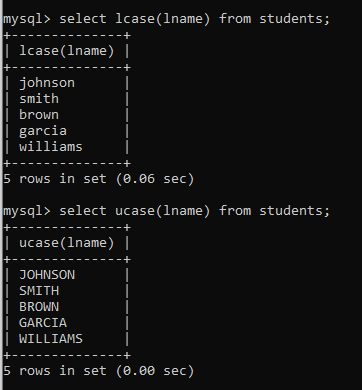 mysql> select lcase(lname) from students;
+--------------+
| lcase(lname) |
+--------------+
| johnson      |
| smith        |
| brown        |
| garcia       |
| williams     |
+--------------+
5 rows in set (0.06 sec)
mysql> select ucase(lname) from students;
+--------------+
| ucase(lname) |
+--------------+
| JOHNSON      |
| SMITH        |
| BROWN        |
| GARCIA       |
| WILLIAMS     |
+--------------+
5 rows in set (0.00 sec)